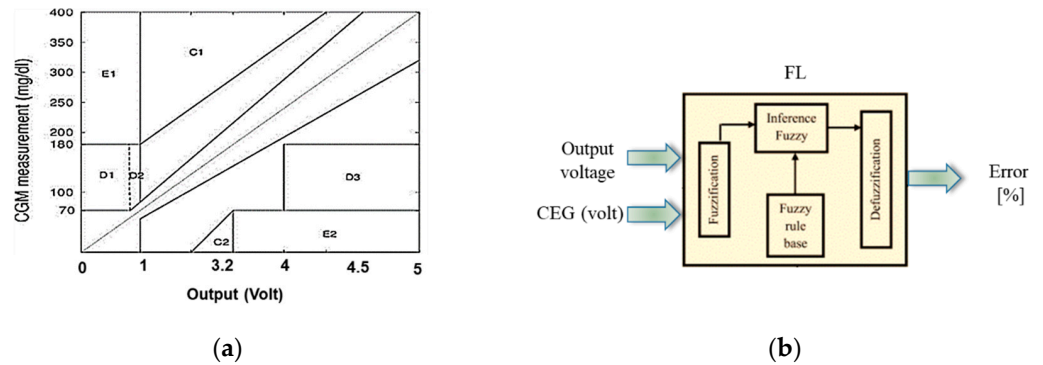 400
350
300
250
200
180
100
70
CGM measurement (mg/dl)
E1
C1
D1
D2
D3
C2
E2
0
1
3.2
4
4.5
5
Output (Volt)
(a)
FL
Output
voltage
CEG (volt)
Fuzzification
Inference
Fuzzy
Fuzzy
rule
base
Defuzzification
Error
[%]
(b)